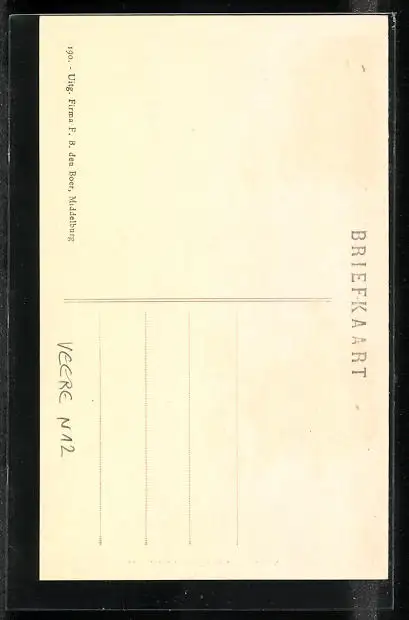 BRIEFKAART
190. - Uitg. Firma F. B. den Boer, Middelburg
VEERE N12